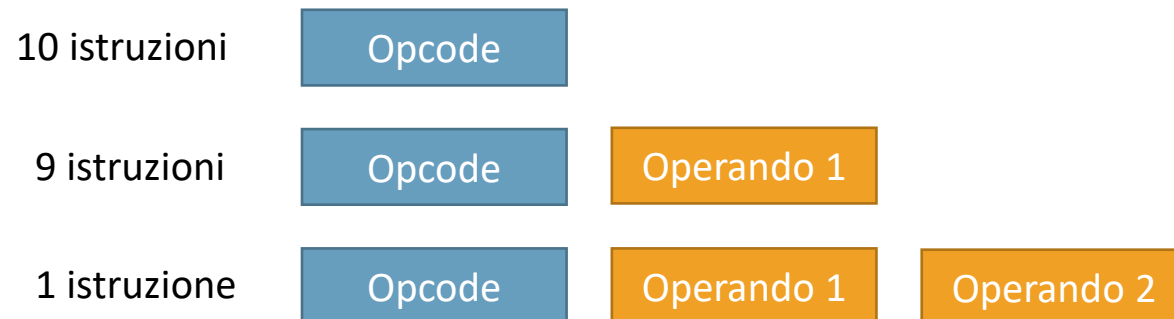 10 istruzioni Opcode
9 istruzioni Opcode Operando 1
1 istruzione Opcode Operando 1 Operando 2